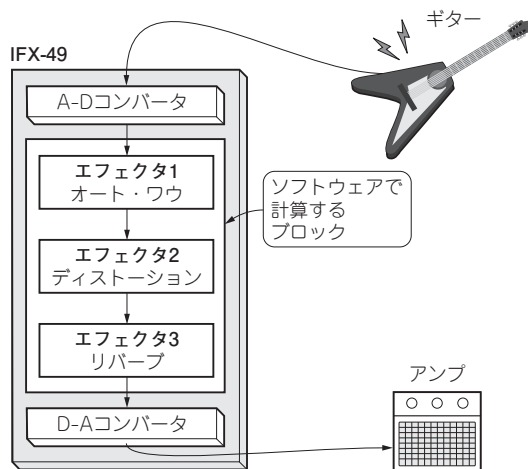 ギター
IFX-49
A-Dコンバータ
エフェクタ1
オート・ワウ
ソフトウェアで
計算する
ブロック
エフェクタ2
ディストーション
エフェクタ3
リバーブ
D-Aコンバータ
アンプ